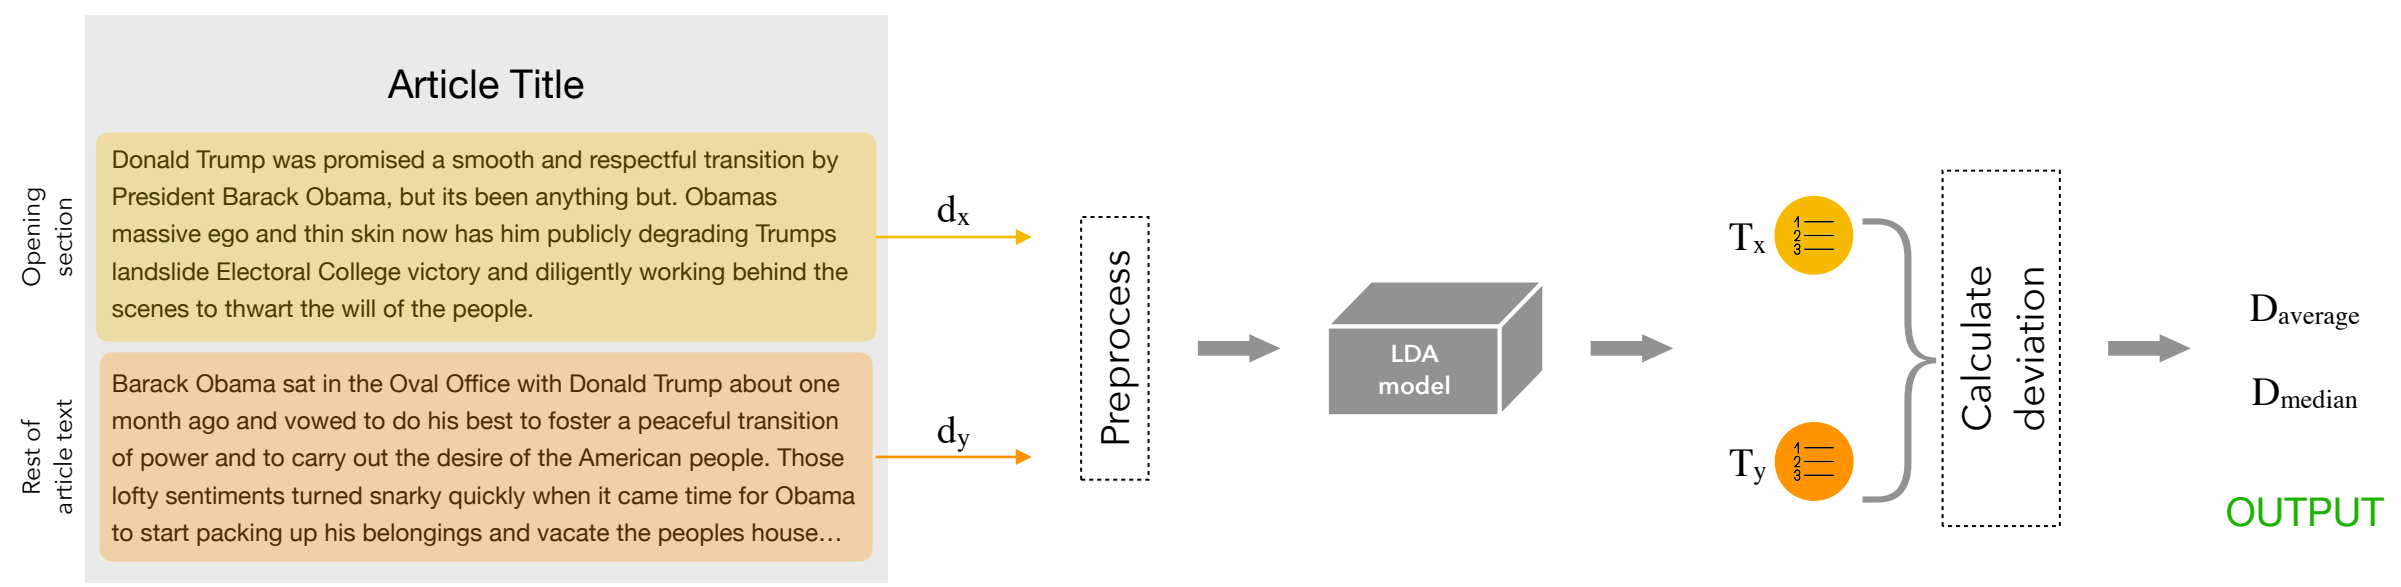 Article Title
Opening
section
Donald Trump was promised a smooth and respectful transition by
President Barack Obama, but its been anything but. Obamas
massive ego and thin skin now has him publicly degrading Trumps
landslide Electoral College victory and diligently working behind the
scenes to thwart the will of the people.
Rest of
article text
Barack Obama sat in the Oval Office with Donald Trump about one
month ago and vowed to do his best to foster a peaceful transition
of power and to carry out the desire of the American people. Those
lofty sentiments turned snarky quickly when it came time for Obama
to start packing up his belongings and vacate the peoples house…
dx
dy
Preprocess
LDA
model
Tx
1
2
3
Ty
1
2
3
Calculate
deviation
Daverage
Dmedian
OUTPUT